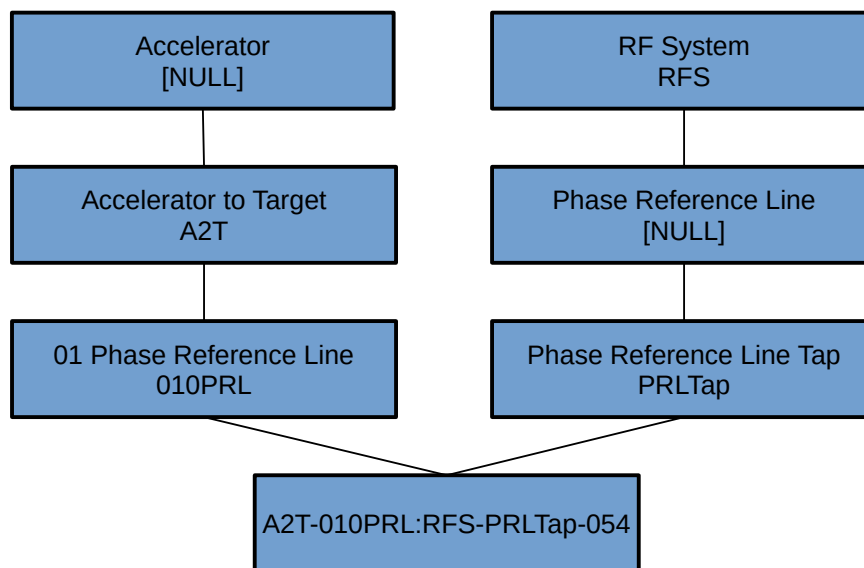 Accelerator
[NULL]
RF System
RFS
Accelerator to Target
A2T
Phase Reference Line
[NULL]
01 Phase Reference Line
010PRL
Phase Reference Line Tap
PRLTap
A2T-010PRL:RFS-PRLTap-054